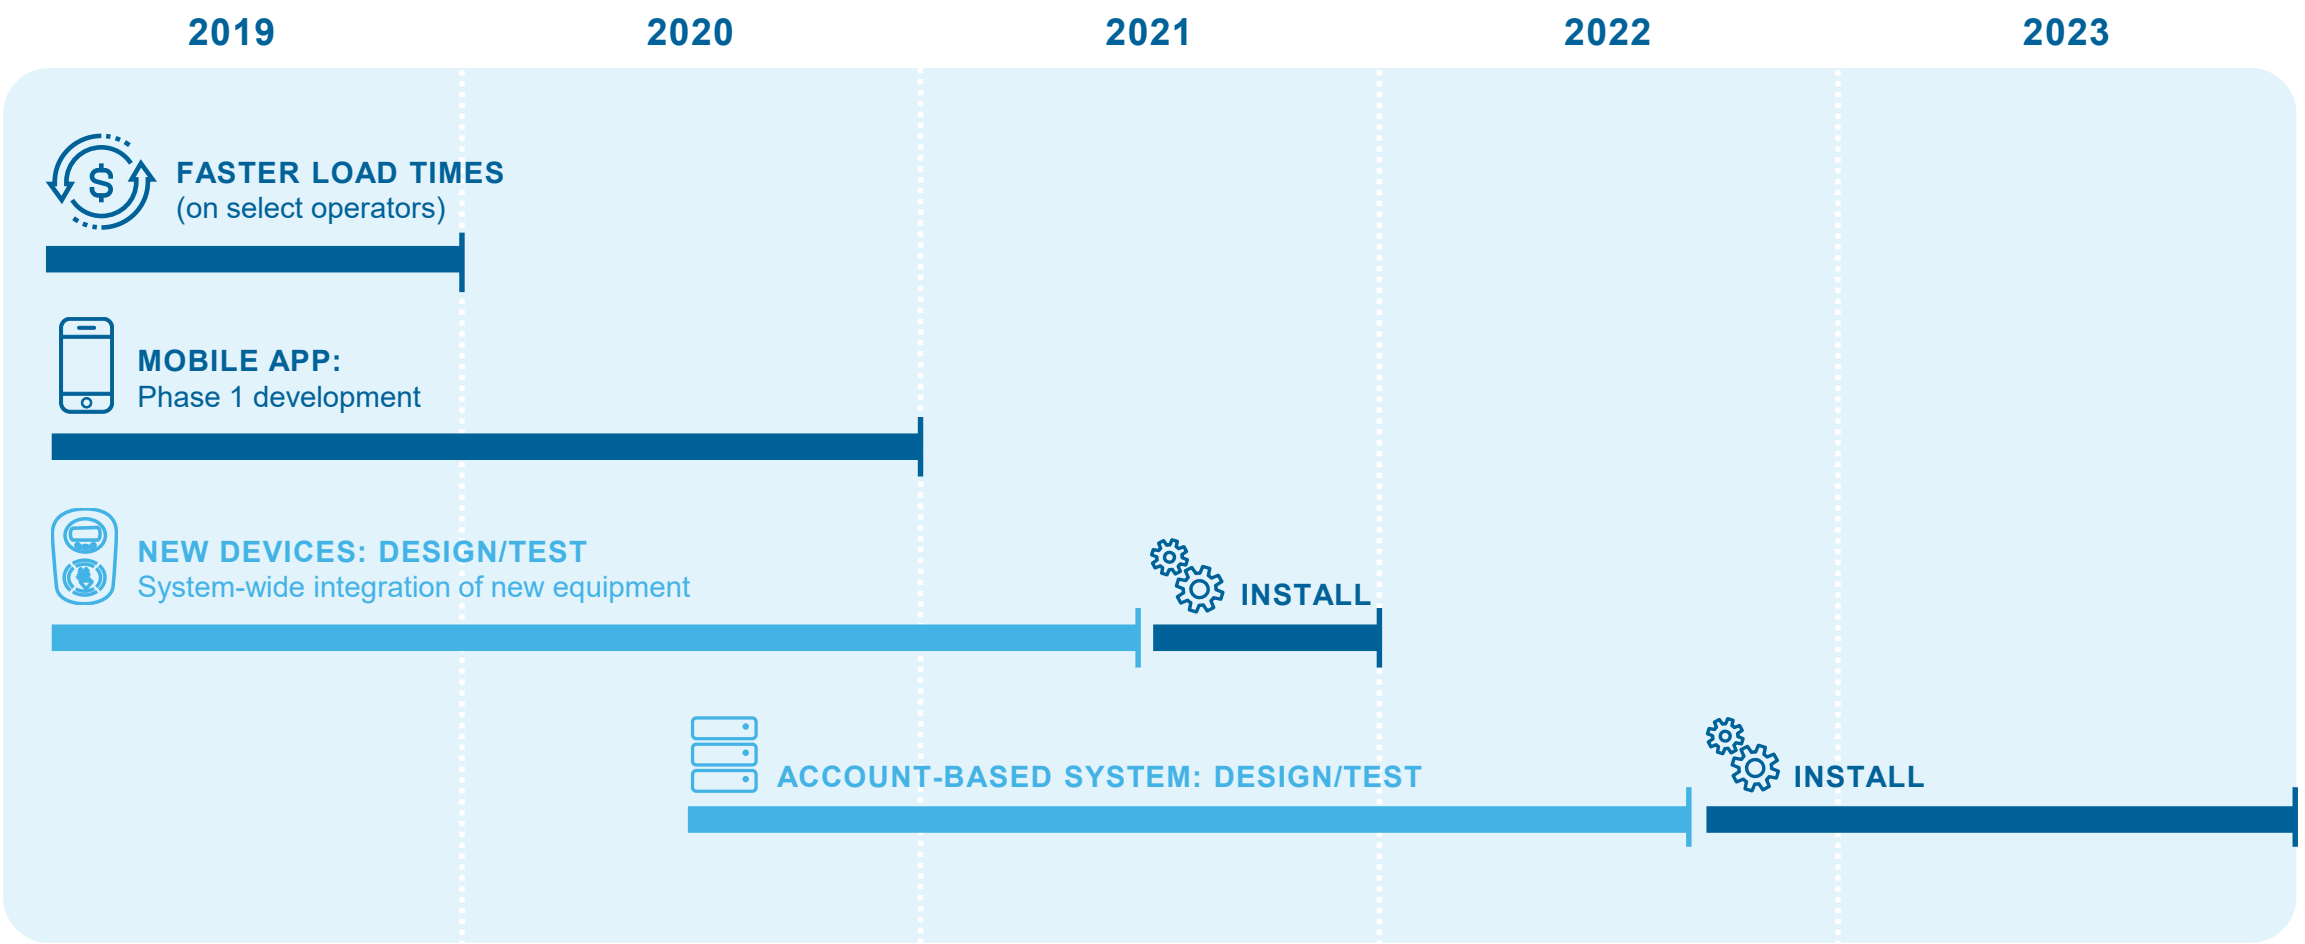 2019 2020 2021 2022 2023
FASTER LOAD TIMES
(on select operators)
MOBILE APP:
Phase 1 development
NEW DEVICES: DESIGN/TEST
System-wide integration of new equipment
INSTALL
ACCOUNT-BASED SYSTEM: DESIGN/TEST
INSTALL